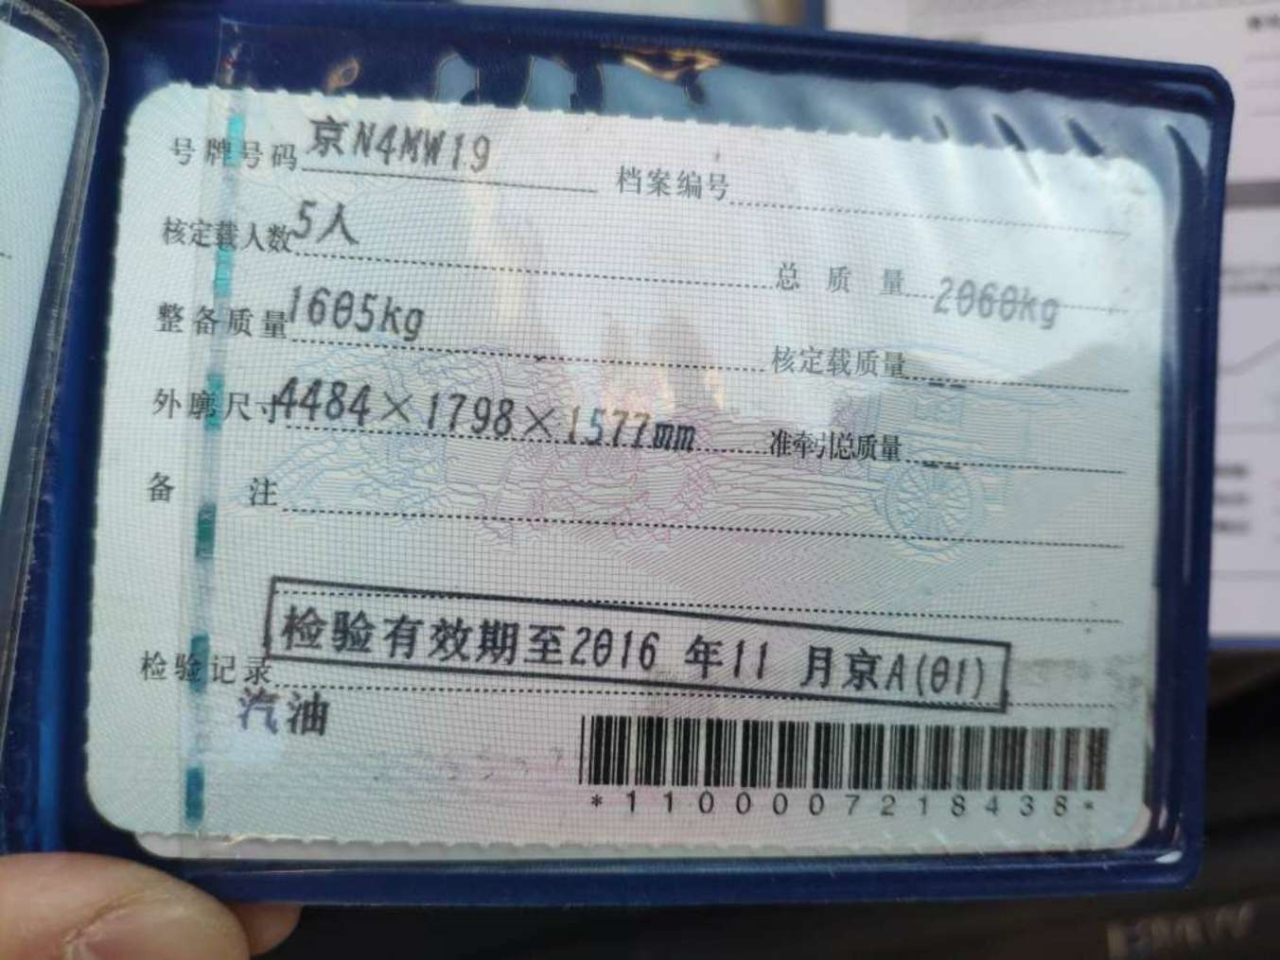 号牌号码 京N4MW19 档案编号
核定载人数 5人 总质量 2060kg
整备质量 1605kg 核定载质量 --
外廓尺寸 4484×1798×1577mm 准牵引总质量 --
备注
检验有效期至2016 年11 月京A(01)
检验记录
汽油
*1100007218438*